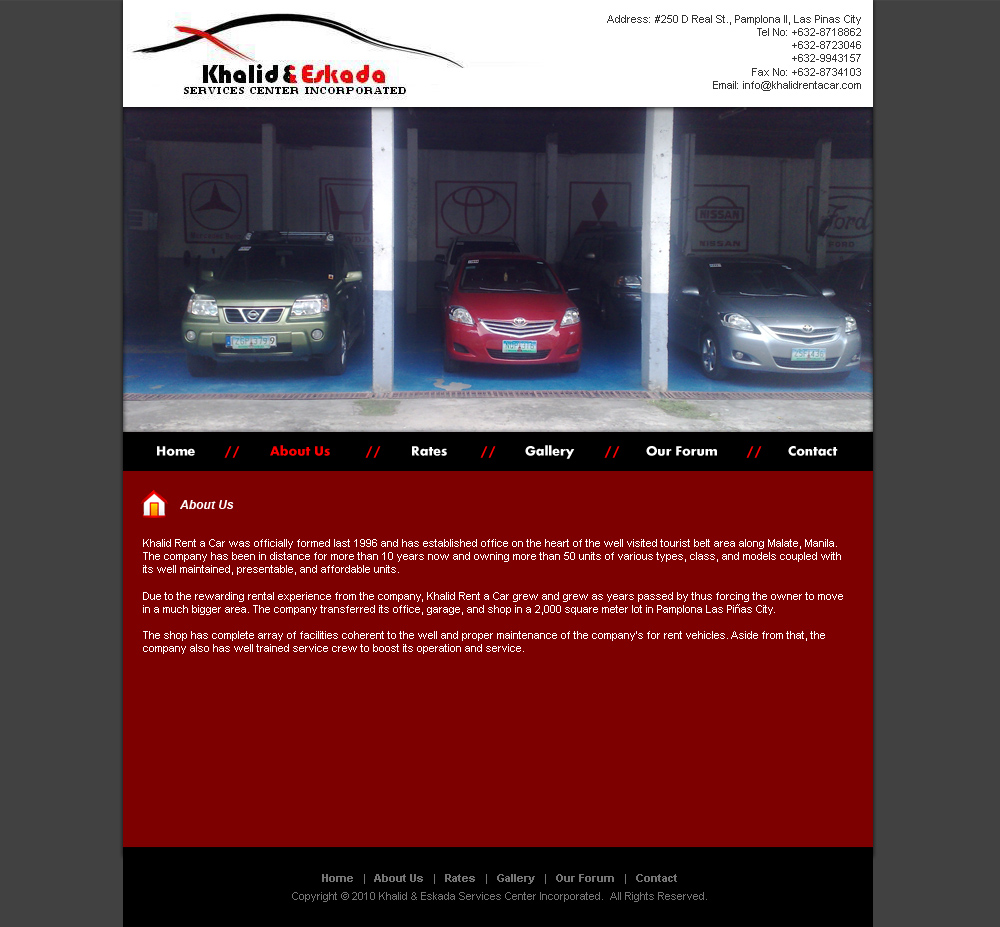 Khalid & Eskada
SERVICES CENTER INCORPORATED
Address: #250 D Real St., Pamplona II, Las Pinas City
Tel No: +632-8718862
+632-8723046
+632-9943157
Fax No: +632-8734103
Email: info@khalidrentacar.com
HONDA
NISSAN
NISSAN
Ford
FORD
Home // About Us // Rates // Gallery // Our Forum // Contact
About Us
Khalid Rent a Car was officially formed last 1996 and has established office on the heart of the well visited tourist belt area along Malate, Manila.
The company has been in distance for more than 10 years now and owning more than 50 units of various types, class, and models coupled with
its well maintained, presentable, and affordable units.
Due to the rewarding rental experience from the company, Khalid Rent a Car grew and grew as years passed by thus forcing the owner to move
in a much bigger area. The company transferred its office, garage, and shop in a 2,000 square meter lot in Pamplona Las Piñas City.
The shop has complete array of facilities coherent to the well and proper maintenance of the company's for rent vehicles. Aside from that, the
company also has well trained service crew to boost its operation and service.
Home | About Us | Rates | Gallery | Our Forum | Contact
Copyright © 2010 Khalid & Eskada Services Center Incorporated. All Rights Reserved.